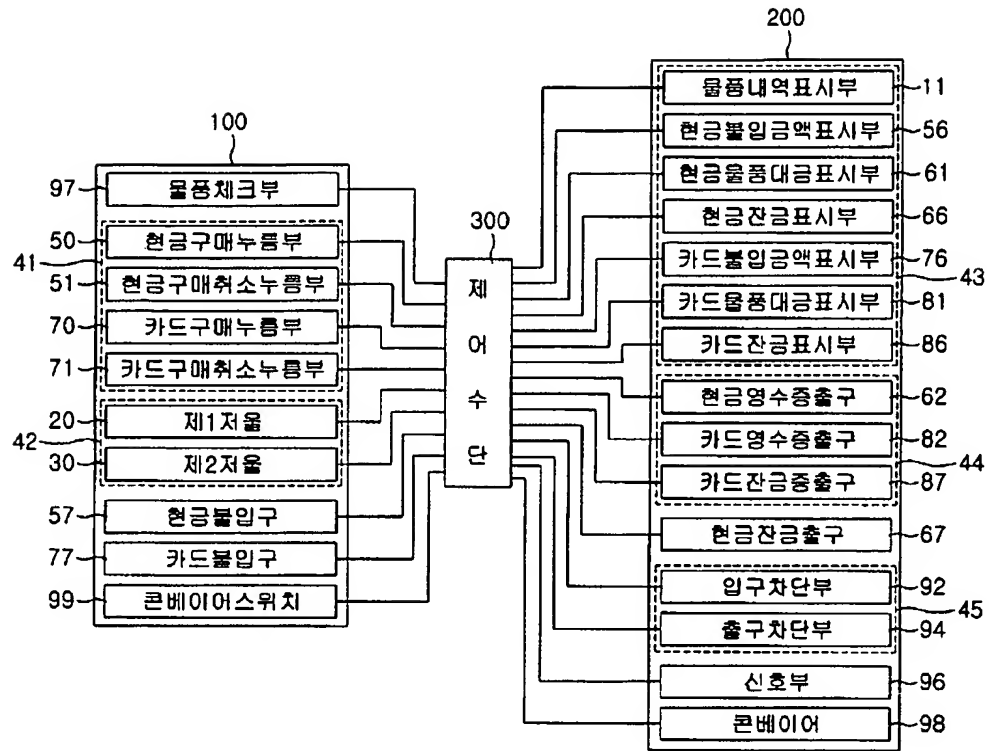 200
물품내역표시부 11
현금불입금액표시부 56
현금물품대금표시부 61
현금잔금표시부 66
카드불입금액표시부 76
43
카드물품대금표시부 81
카드잔금표시부 86
현금영수증출구 62
카드영수증출구 82
44
카드잔금증출구 87
현금잔금출구 67
입구차단부 92
45
출구차단부 94
신호부 96
콘베이어 98
100
97 물품체크부
50 현금구매누름부
41
51 현금구매취소누름부
70 카드구매누름부
71 카드구매취소누름부
20 제1저울
42
30 제2저울
57 현금불입구
77 카드불입구
99 콘베이어스위치
300
제
어
수
단